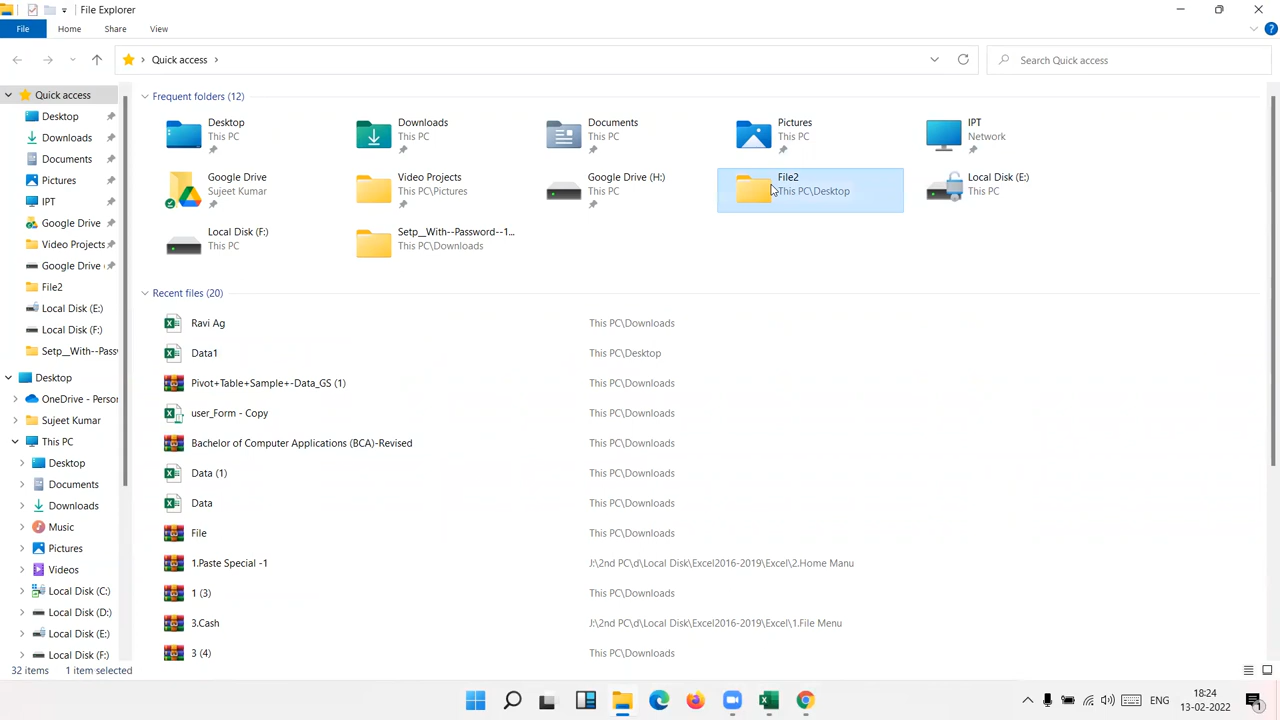 File Explorer
File Home Share View
Quick access
Search Quick access
Quick access
Desktop
Downloads
Documents
Pictures
IPT
Google Drive
Video Projects
Google Drive
File2
Local Disk (E:)
Local Disk (F:)
Setp__With--Passw
Desktop
OneDrive - Person
Sujeet Kumar
This PC
Desktop
Documents
Downloads
Music
Pictures
Videos
Local Disk (C:)
Local Disk (D:)
Local Disk (E:)
Local Disk (F:)
Frequent folders (12)
Desktop
This PC
Downloads
This PC
Documents
This PC
Pictures
This PC
IPT
Network
Google Drive
Sujeet Kumar
Video Projects
This PC\Pictures
Google Drive (H:)
This PC
File2
This PC\Desktop
Local Disk (E:)
This PC
Local Disk (F:)
This PC
Setp__With--Password--1...
This PC\Downloads
Recent files (20)
Ravi Ag This PC\Downloads
Data1 This PC\Desktop
Pivot+Table+Sample+-Data_GS (1) This PC\Downloads
user_Form - Copy This PC\Downloads
Bachelor of Computer Applications (BCA)-Revised This PC\Downloads
Data (1) This PC\Downloads
Data This PC\Downloads
File This PC\Downloads
1.Paste Special -1 J:\2nd PC\d\Local Disk\Excel2016-2019\Excel\2.Home Manu
1 (3) This PC\Downloads
3.Cash J:\2nd PC\d\Local Disk\Excel2016-2019\Excel\1.File Menu
3 (4) This PC\Downloads
32 items 1 item selected
ENG
18:24
13-02-2022